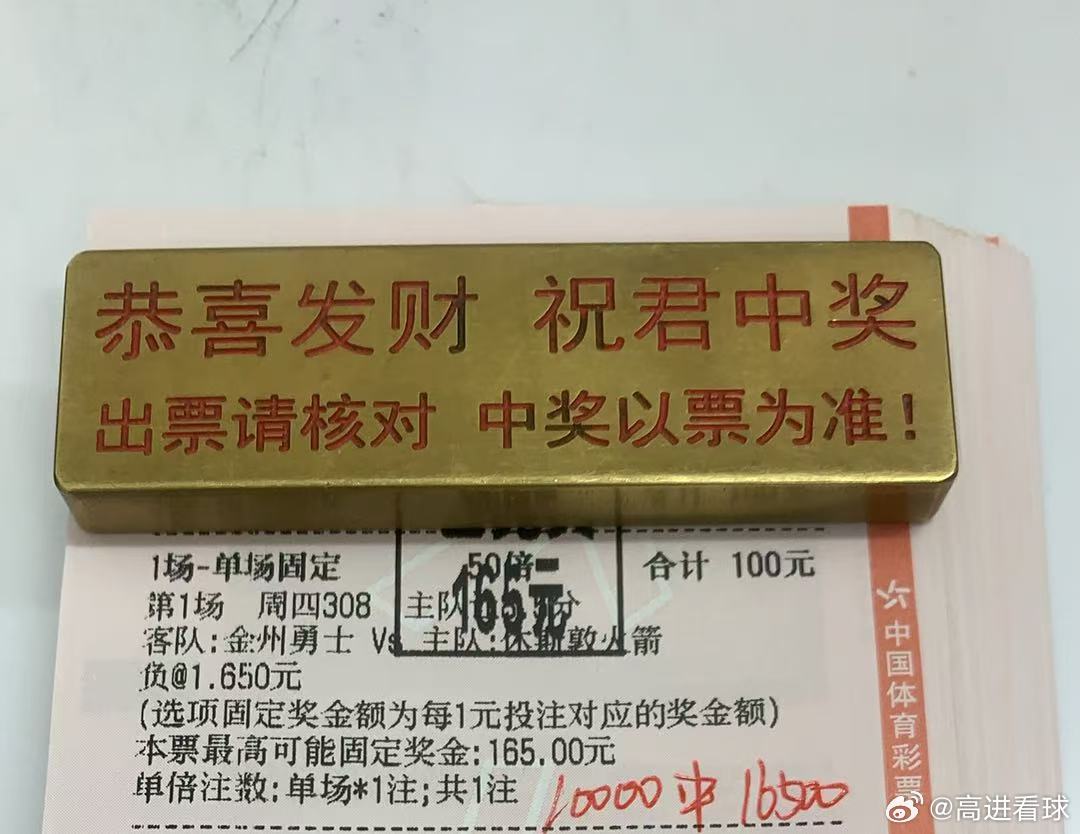 恭喜发财 祝君中奖
出票请核对 中奖以票为准!
1场-单场固定 50倍 合计 100元
165元
第1场 周四308 主队 分
客队:金州勇士 Vs 主队:休斯敦火箭
负@1.650元
(选项固定奖金额为每1元投注对应的奖金额)
本票最高可能固定奖金:165.00元
单倍注数:单场*1注;共1注
10000中16500
中国体育彩票
@高进看球